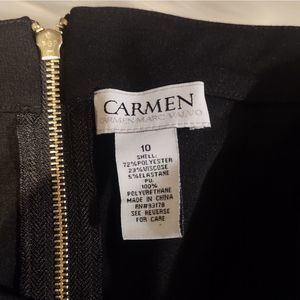 CARMEN
CARMEN MARC VALVO
10
SHELL:
72%POLYESTER
23%VISCOSE
5%ELASTANE
PU:
100%
POLYURETHANE
MADE IN CHINA
RN#93178
SEE REVERSE
FOR CARE